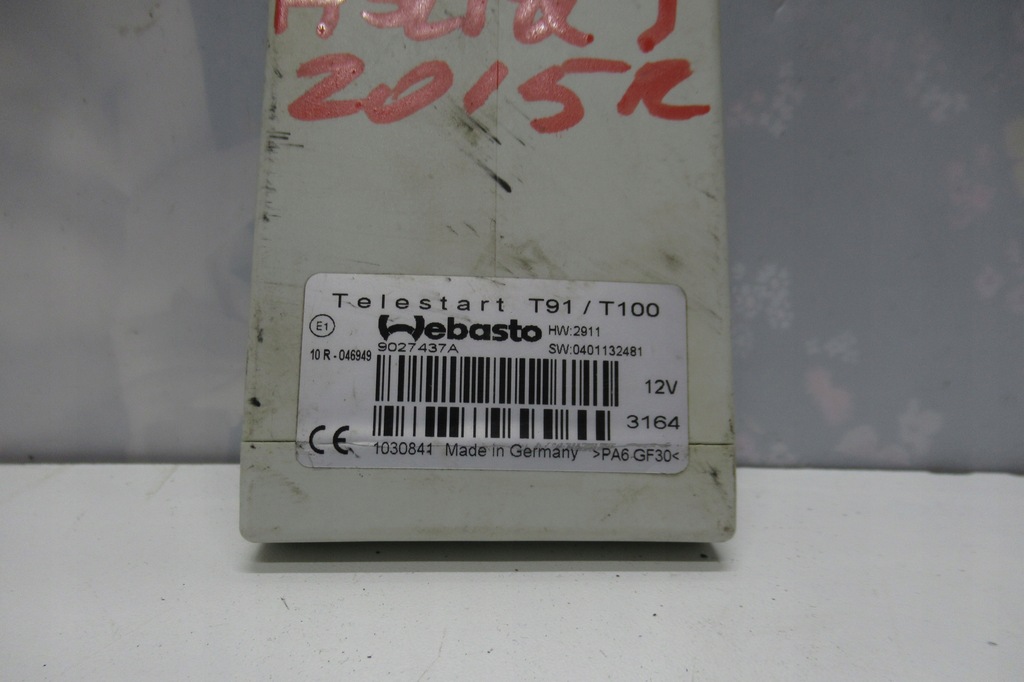 2015R
Telestart T91 / T100
E1 Webasto HW:2911
10 R - 046949 9027437A SW:0401132481
12V
3164
CE 1030841 Made in Germany >PA6 GF30<